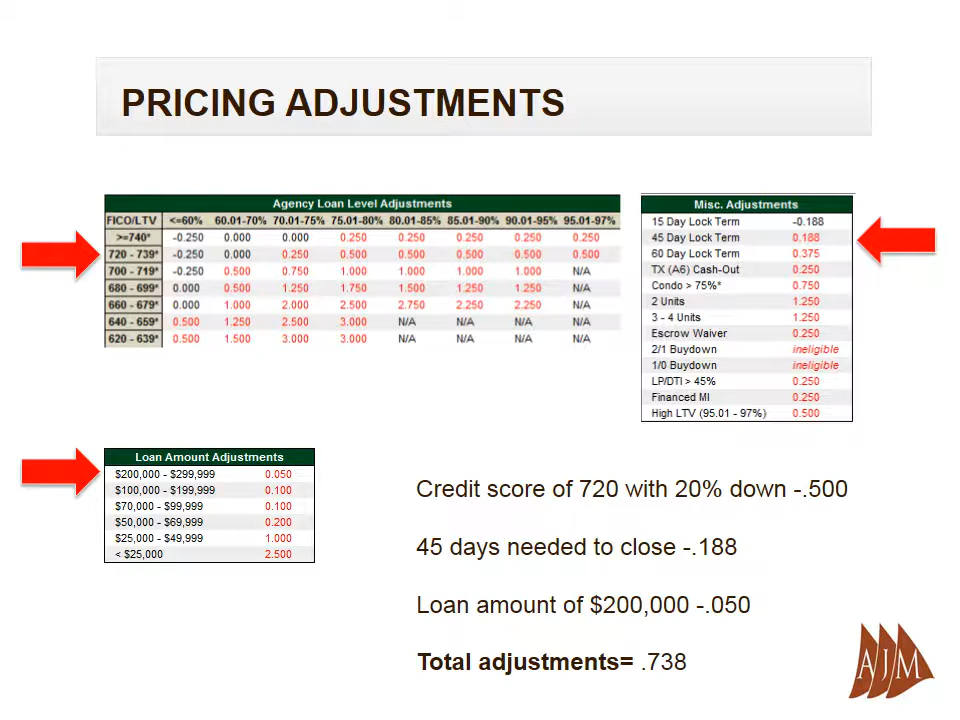 PRICING ADJUSTMENTS
Agency Loan Level Adjustments
FICO/LTV <=60% 60.01-70% 70.01-75% 75.01-80% 80.01-85% 85.01-90% 90.01-95% 95.01-97%
>=740* -0.250 0.000 0.000 0.250 0.250 0.250 0.250 0.250
720 - 739* -0.250 0.000 0.250 0.500 0.500 0.500 0.500 0.500
700 - 719* -0.250 0.500 0.750 1.000 1.000 1.000 1.000 N/A
680 - 699* 0.000 0.500 1.250 1.750 1.500 1.250 1.250 N/A
660 - 679* 0.000 1.000 2.000 2.500 2.750 2.250 2.250 N/A
640 - 659* 0.500 1.250 2.500 3.000 N/A N/A N/A N/A
620 - 639* 0.500 1.500 3.000 3.000 N/A N/A N/A N/A
Misc. Adjustments
15 Day Lock Term -0.188
45 Day Lock Term 0.188
60 Day Lock Term 0.375
TX (A6) Cash-Out 0.250
Condo > 75%* 0.750
2 Units 1.250
3 - 4 Units 1.250
Escrow Waiver 0.250
2/1 Buydown ineligible
1/0 Buydown ineligible
LP/DTI > 45% 0.250
Financed MI 0.250
High LTV (95.01 - 97%) 0.500
Loan Amount Adjustments
$200,000 - $299,999 0.050
$100,000 - $199,999 0.100
$70,000 - $99,999 0.100
$50,000 - $69,999 0.200
$25,000 - $49,999 1.000
< $25,000 2.500
Credit score of 720 with 20% down -.500
45 days needed to close -.188
Loan amount of $200,000 -.050
Total adjustments= .738
AJM